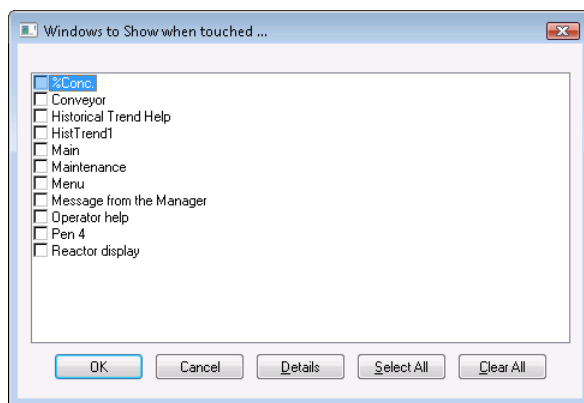 Windows to Show when touched ...
%Conc.
Conveyor
Historical Trend Help
HistTrend1
Main
Maintenance
Menu
Message from the Manager
Operator help
Pen 4
Reactor display
OK Cancel Details Select All Clear All